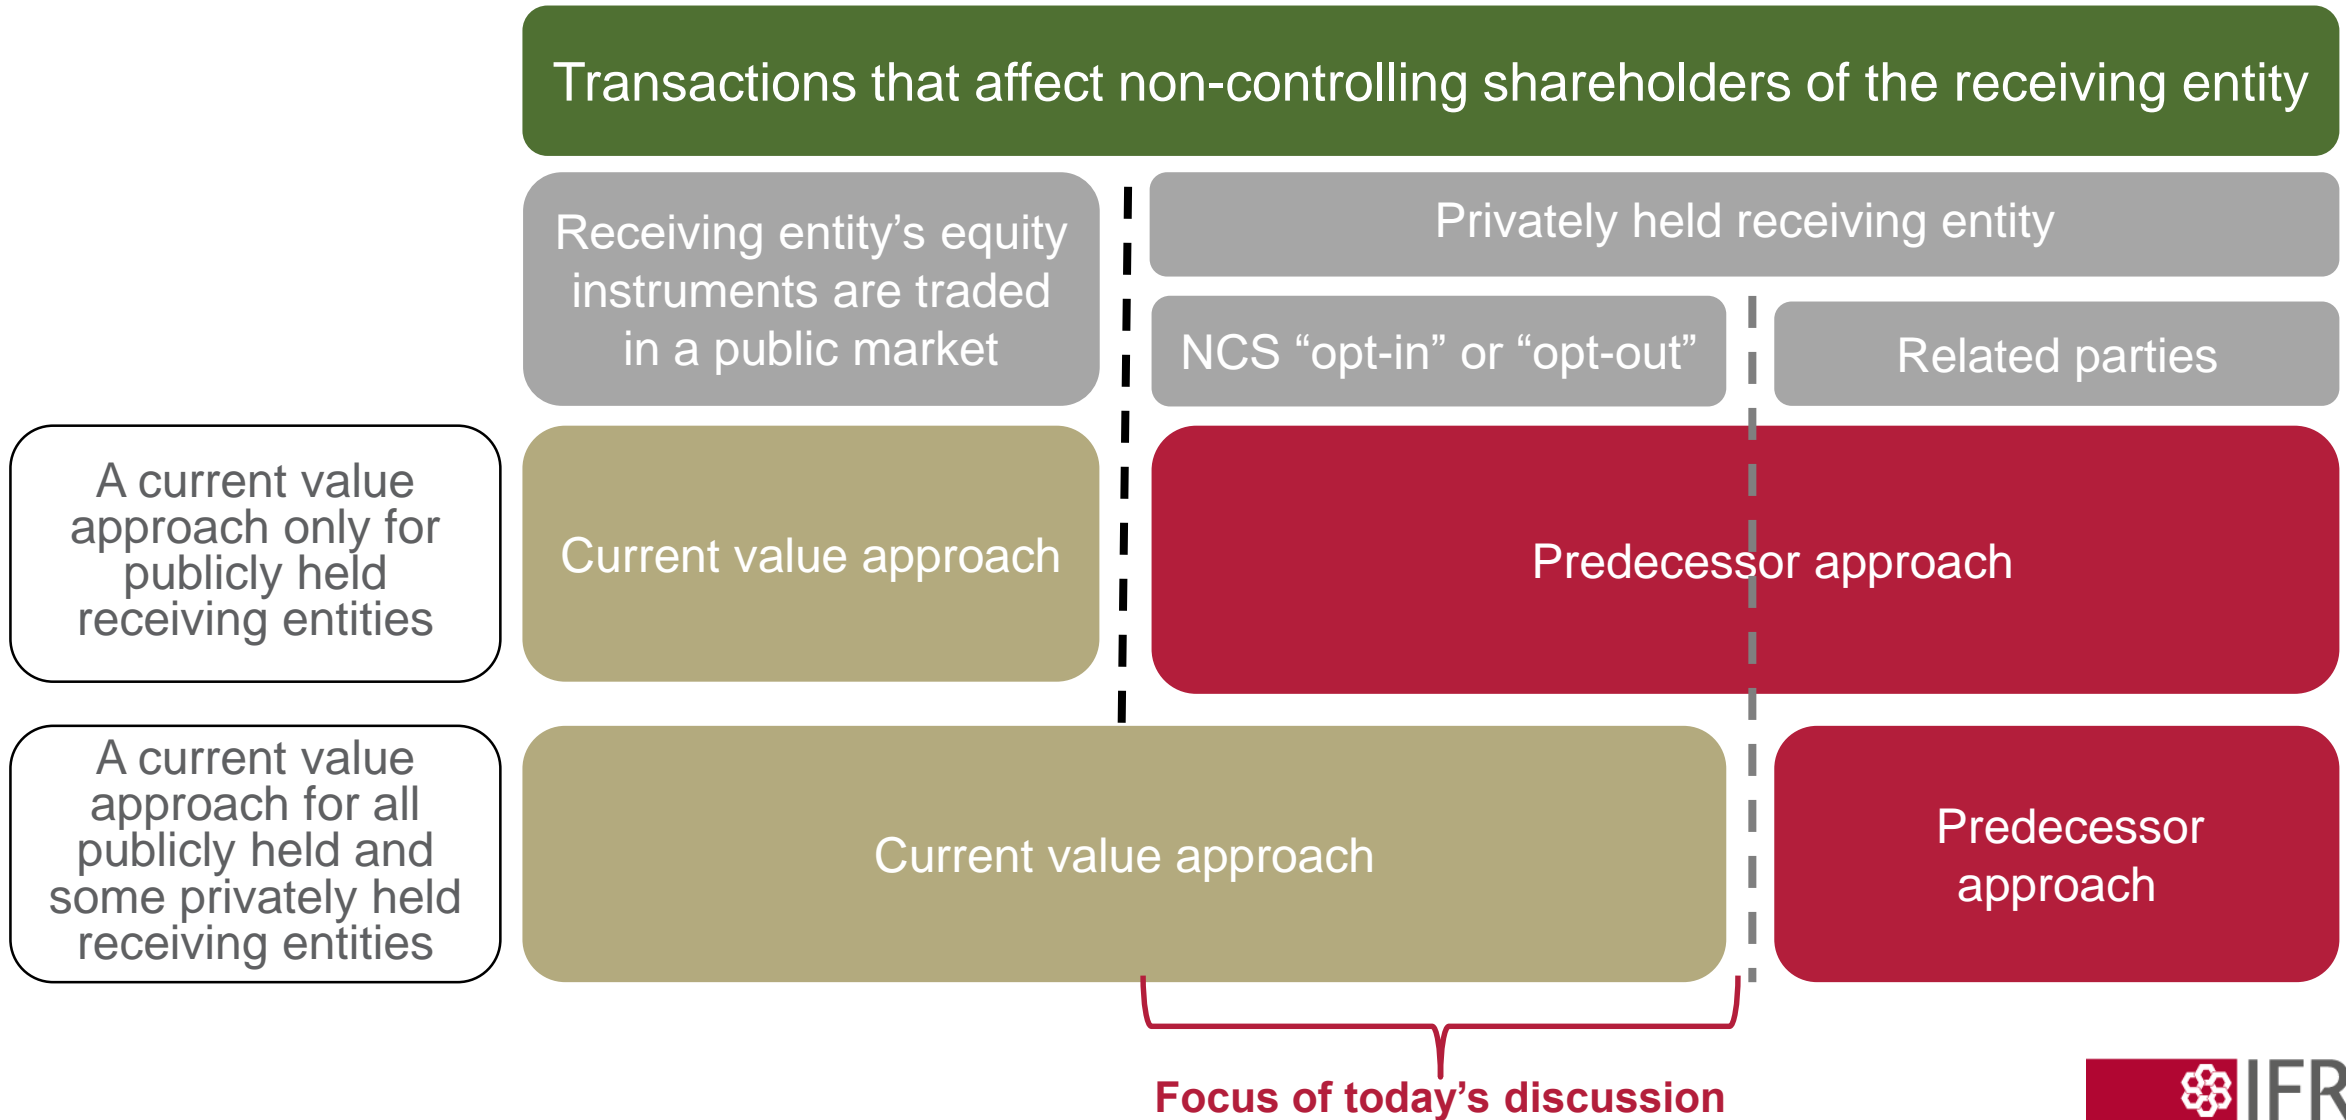 Transactions that affect non-controlling shareholders of the receiving entity
Receiving entity’s equity
instruments are traded
in a public market
Privately held receiving entity
NCS “opt-in” or “opt-out”
Related parties
A current value
approach only for
publicly held
receiving entities
Current value approach
Predecessor approach
A current value
approach for all
publicly held and
some privately held
receiving entities
Current value approach
Predecessor
approach
Focus of today’s discussion
IFR